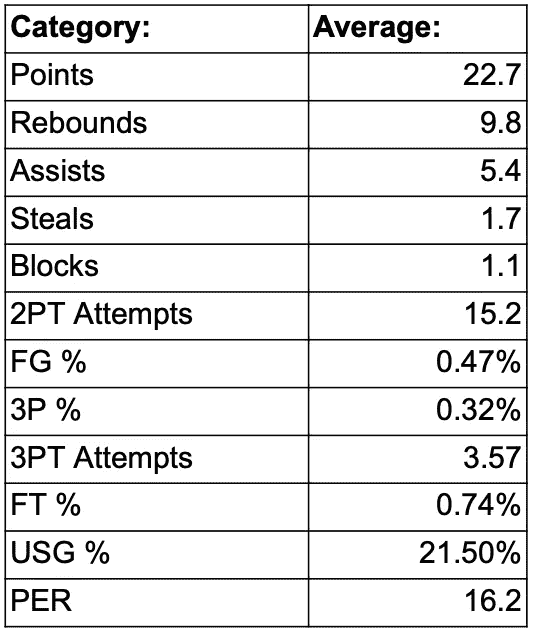 Category: Average:
Points 22.7
Rebounds 9.8
Assists 5.4
Steals 1.7
Blocks 1.1
2PT Attempts 15.2
FG % 0.47%
3P % 0.32%
3PT Attempts 3.57
FT % 0.74%
USG % 21.50%
PER 16.2